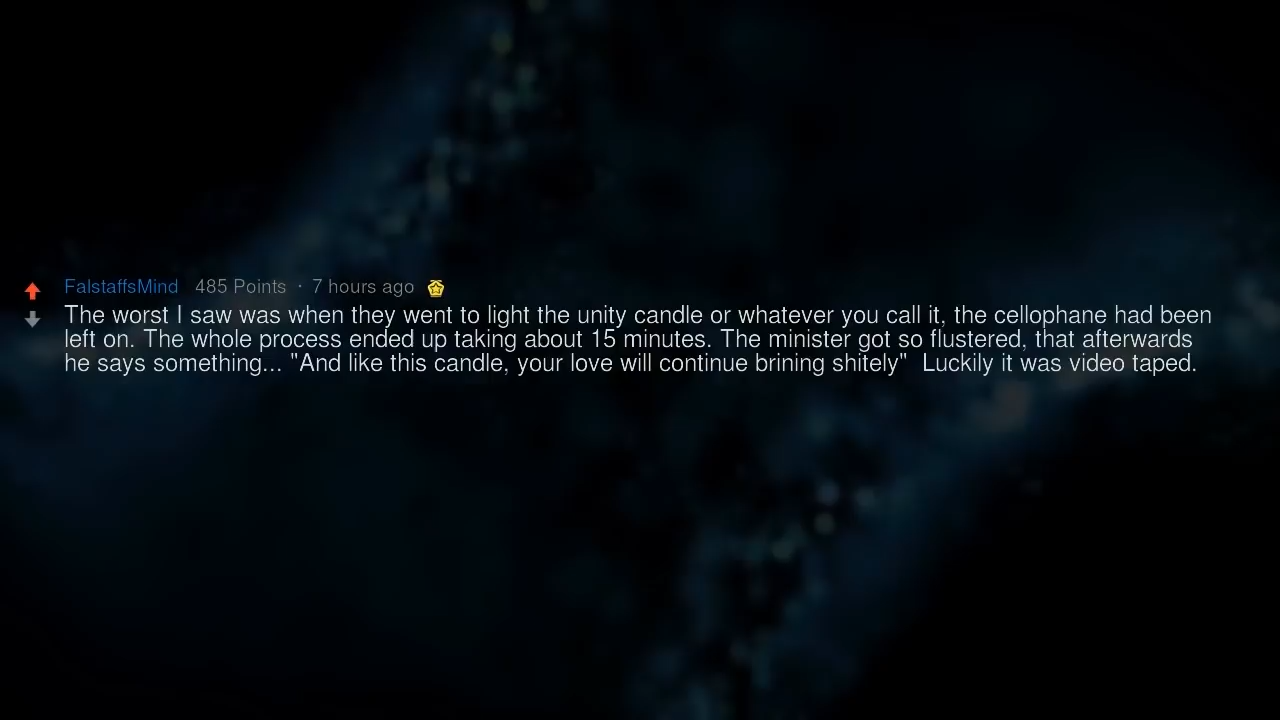 FalstaffsMind 485 Points · 7 hours ago
The worst I saw was when they went to light the unity candle or whatever you call it, the cellophane had been
left on. The whole process ended up taking about 15 minutes. The minister got so flustered, that afterwards
he says something... "And like this candle, your love will continue brining shitely"  Luckily it was video taped.